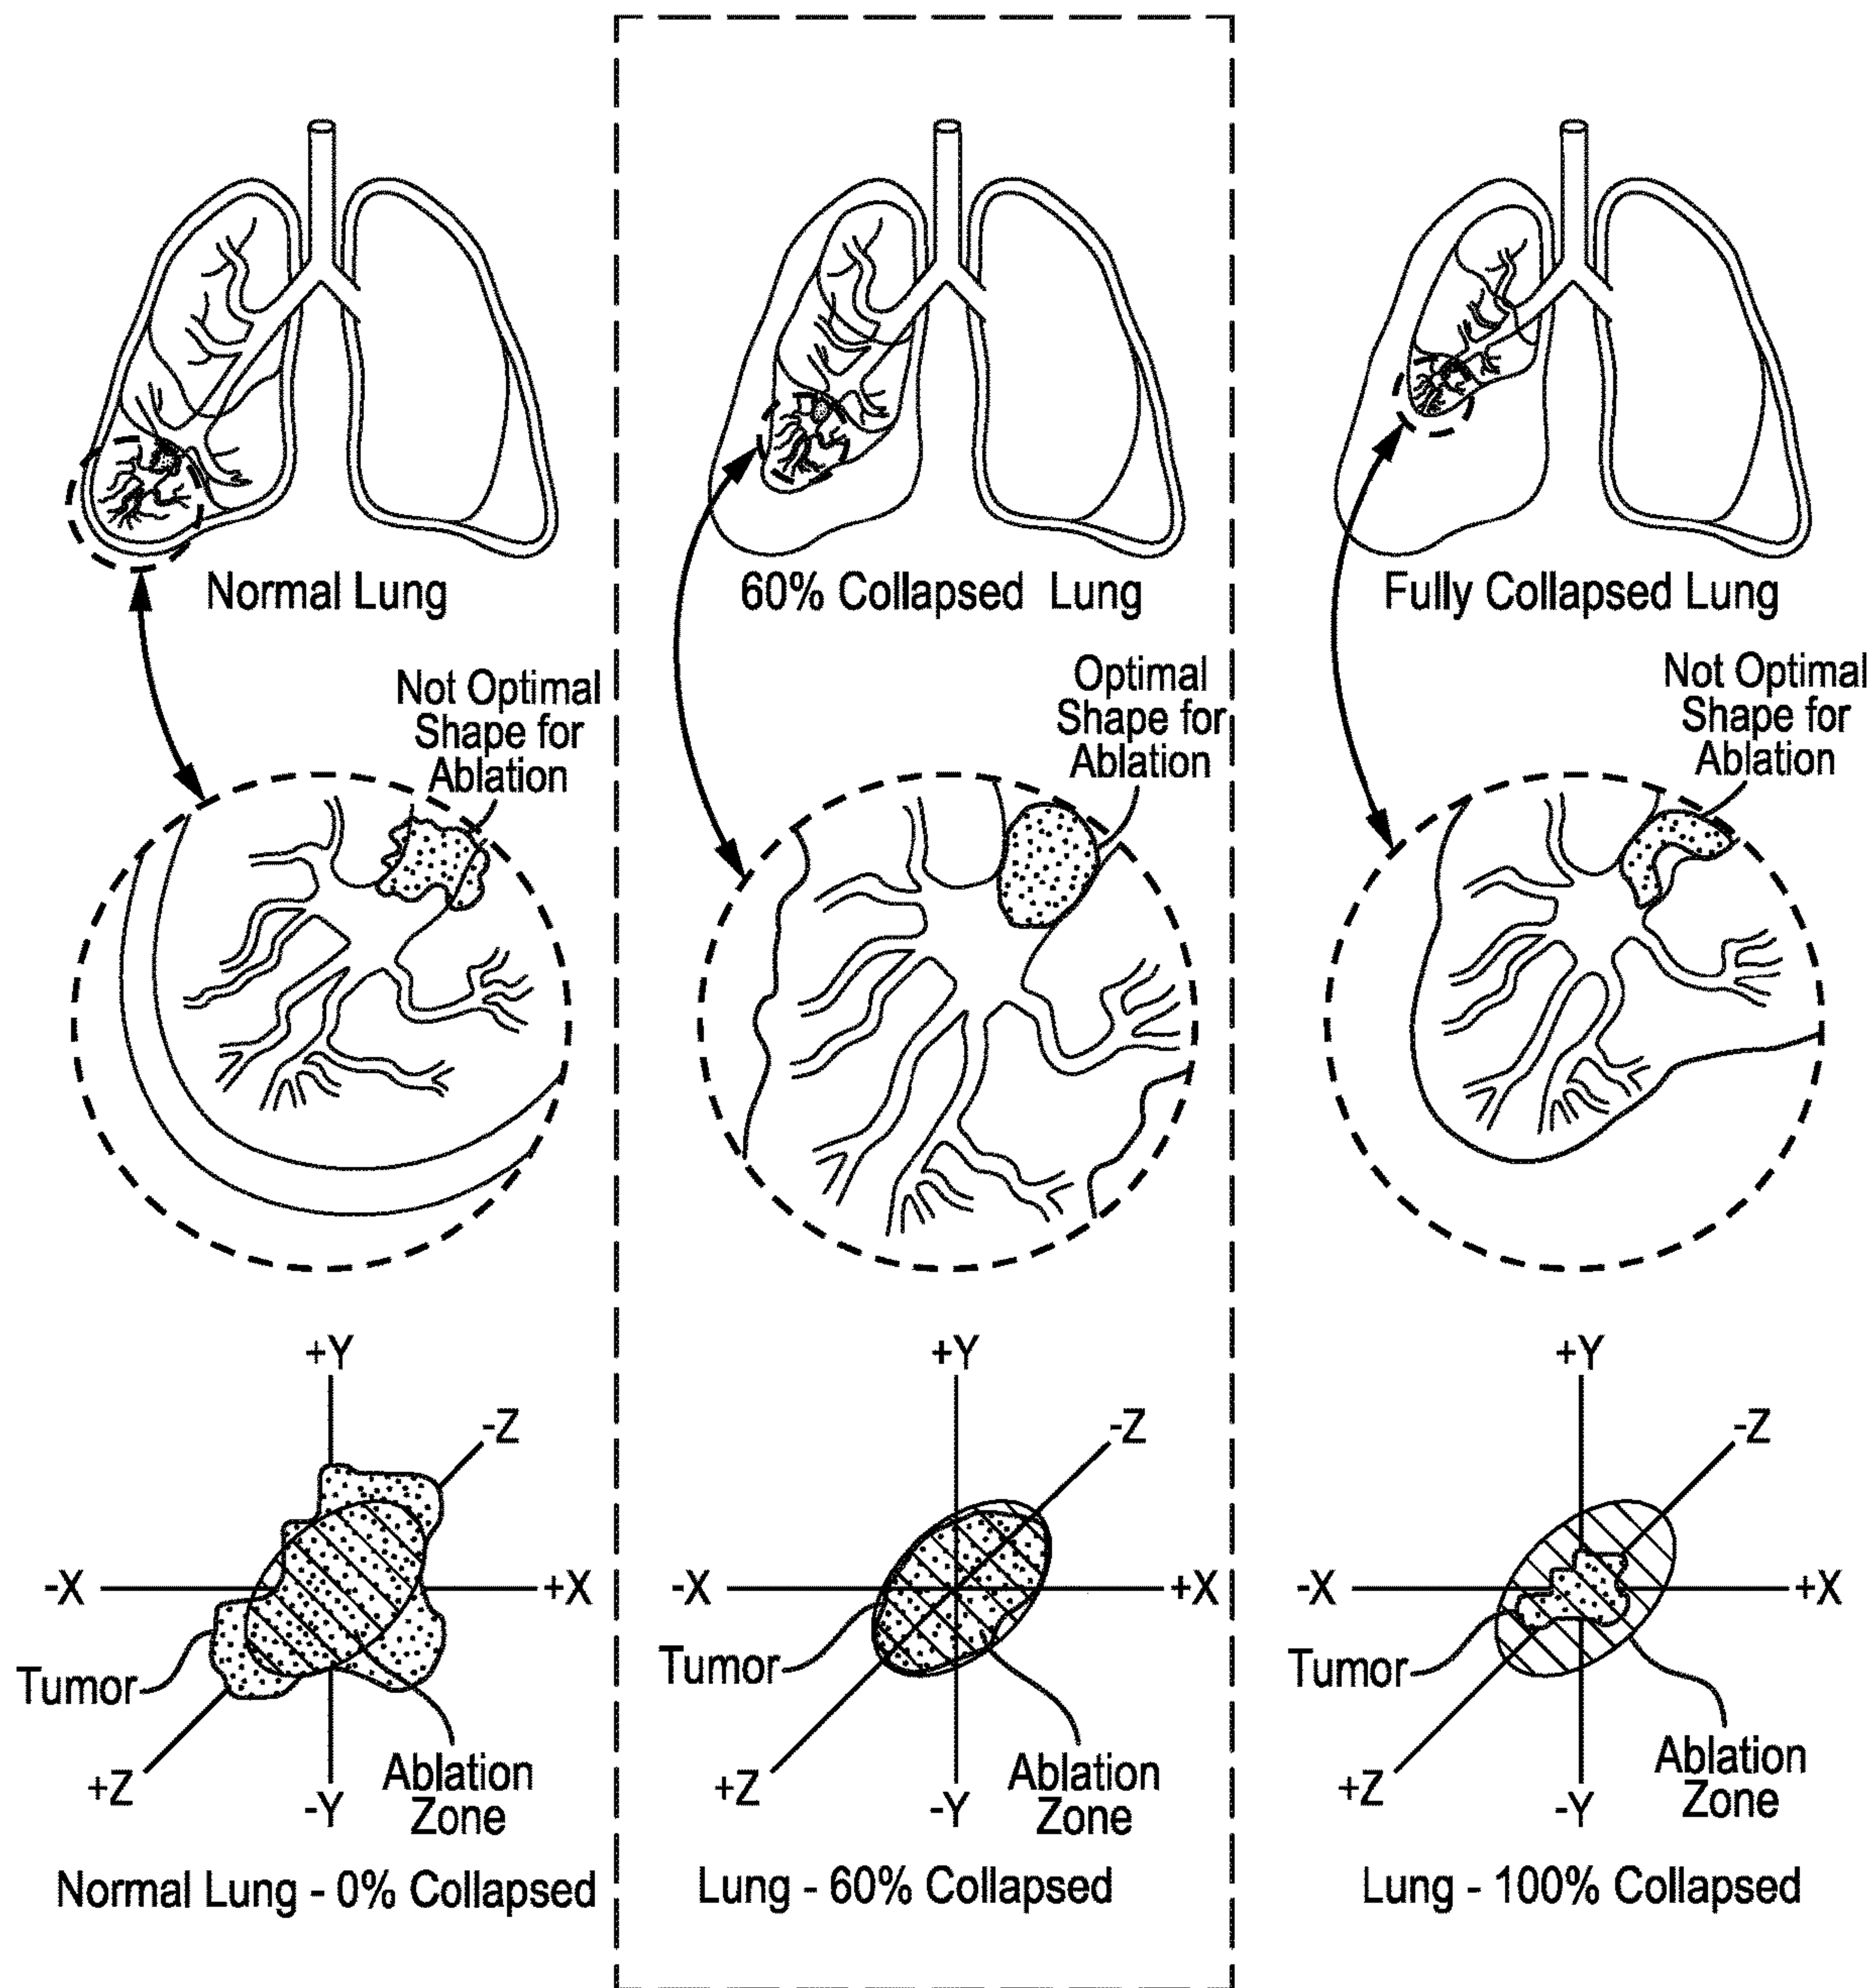 Normal Lung
60% Collapsed Lung
Fully Collapsed Lung
Not Optimal
Shape for
Ablation
Optimal
Shape for
Ablation
Not Optimal
Shape for
Ablation
+Y
-Z
-X
+X
Tumor
+Z
-Y
Ablation
Zone
+Y
-Z
-X
+X
Tumor
+Z
-Y
Ablation
Zone
+Y
-Z
-X
+X
Tumor
+Z
-Y
Ablation
Zone
Normal Lung - 0% Collapsed
Lung - 60% Collapsed
Lung - 100% Collapsed